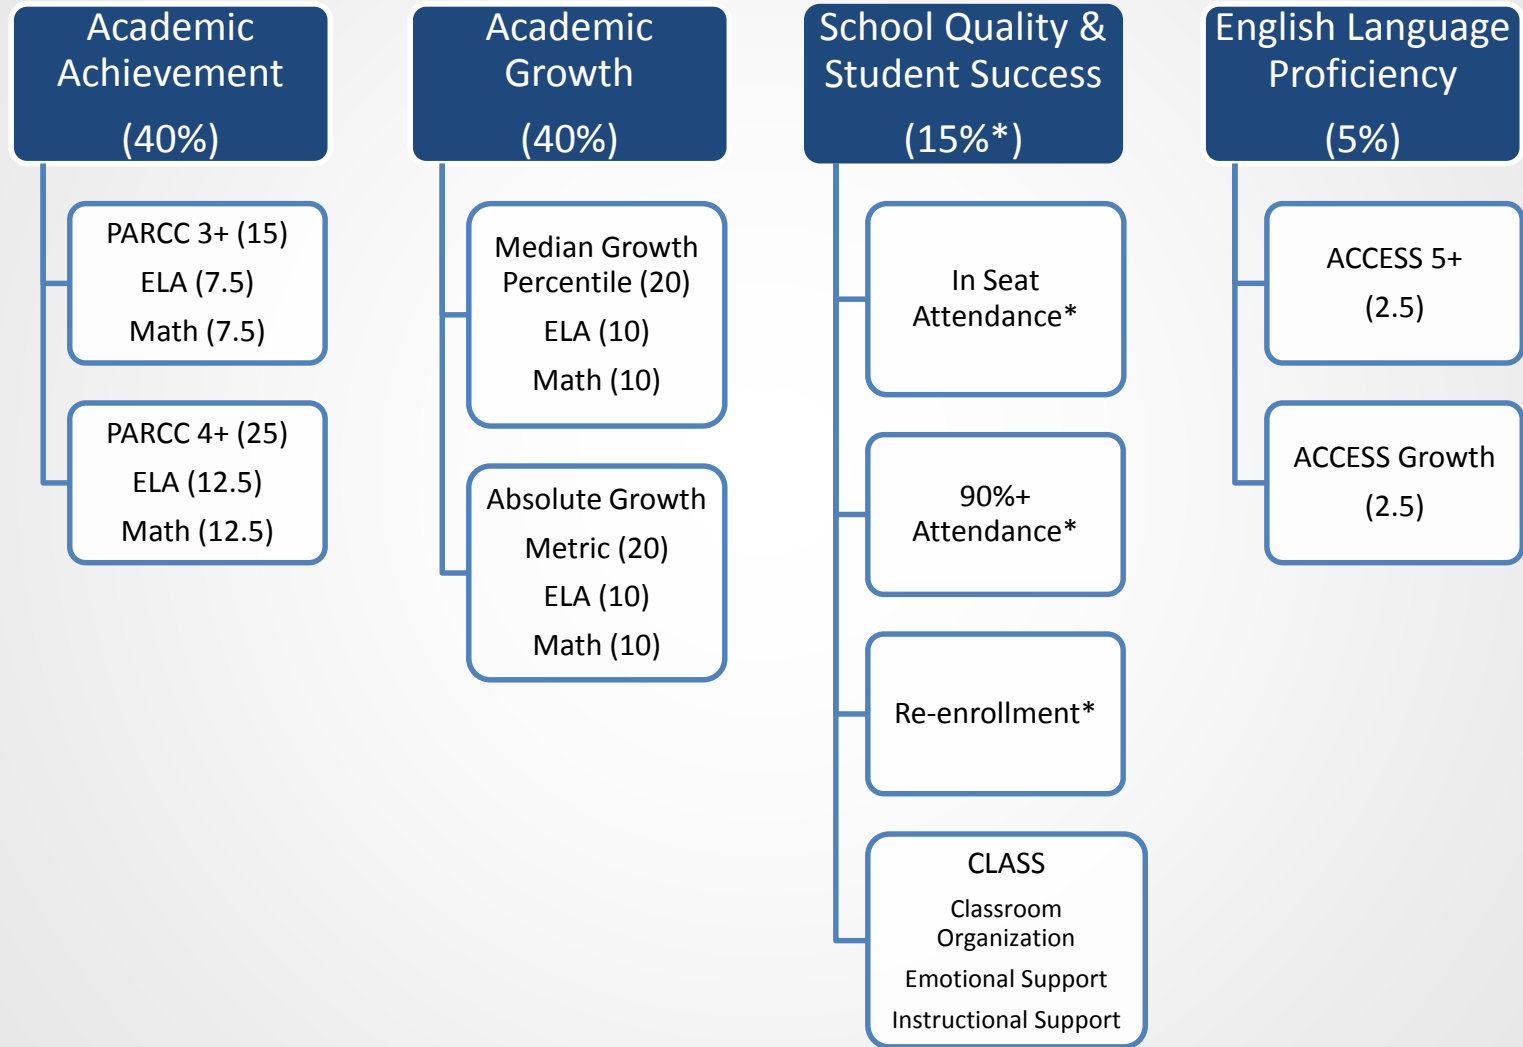 Academic
Achievement
(40%)
PARCC 3+ (15)
ELA (7.5)
Math (7.5)
PARCC 4+ (25)
ELA (12.5)
Math (12.5)
Academic
Growth
(40%)
Median Growth
Percentile (20)
ELA (10)
Math (10)
Absolute Growth
Metric (20)
ELA (10)
Math (10)
School Quality &
Student Success
(15%*)
In Seat
Attendance*
90%+
Attendance*
Re-enrollment*
CLASS
Classroom
Organization
Emotional Support
Instructional Support
English Language
Proficiency
(5%)
ACCESS 5+
(2.5)
ACCESS Growth
(2.5)